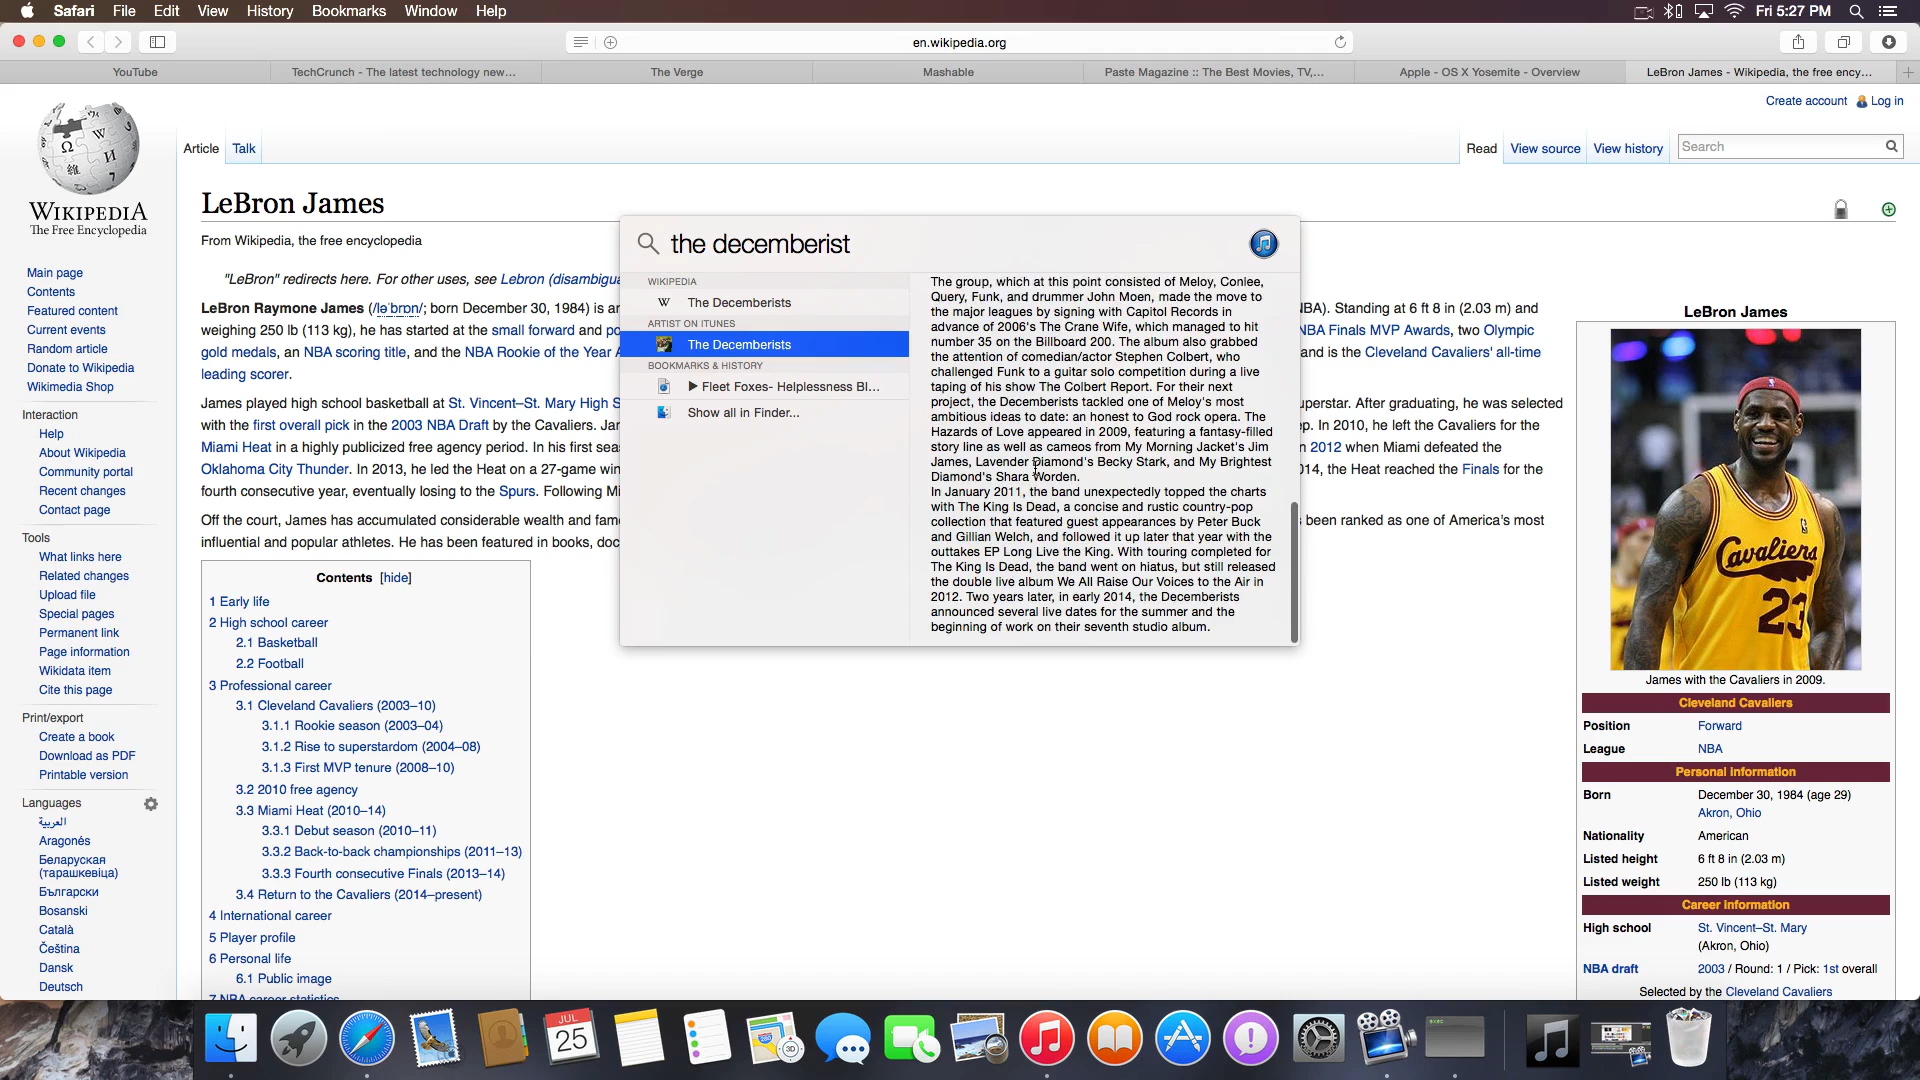 Safari File Edit View History Bookmarks Window Help
Fri 5:27 PM
en.wikipedia.org
YouTube
TechCrunch - The latest technology new...
The Verge
Mashable
Paste Magazine :: The Best Movies, TV,...
Apple - OS X Yosemite - Overview
LeBron James - Wikipedia, the free ency...
Create account Log in
WIKIPEDIA
The Free Encyclopedia
Article Talk
Read View source View history
Search
Main page
Contents
Featured content
Current events
Random article
Donate to Wikipedia
Wikimedia Shop
Interaction
Help
About Wikipedia
Community portal
Recent changes
Contact page
Tools
What links here
Related changes
Upload file
Special pages
Permanent link
Page information
Wikidata item
Cite this page
Print/export
Create a book
Download as PDF
Printable version
Languages
العربية
Aragonés
Беларуская
(тарашкевіца)
Български
Bosanski
Català
Čeština
Dansk
Deutsch
LeBron James
From Wikipedia, the free encyclopedia
"LeBron" redirects here. For other uses, see Lebron (disambigu
LeBron Raymone James (/ləˈbrɒn/; born December 30, 1984) is
weighing 250 lb (113 kg), he has started at the small forward and
gold medals, an NBA scoring title, and the NBA Rookie of the Year
leading scorer.
James played high school basketball at St. Vincent–St. Mary High
with the first overall pick in the 2003 NBA Draft by the Cavaliers.
Miami Heat in a highly publicized free agency period. In his first
Oklahoma City Thunder. In 2013, he led the Heat on a 27-game
fourth consecutive year, eventually losing to the Spurs. Following
Off the court, James has accumulated considerable wealth and
influential and popular athletes. He has been featured in books,
BA). Standing at 6 ft 8 in (2.03 m) and
NBA Finals MVP Awards, two Olympic
and is the Cleveland Cavaliers' all-time
uperstar. After graduating, he was selected
In 2010, he left the Cavaliers for the
2012 when Miami defeated the
14, the Heat reached the Finals for the
been ranked as one of America's most
the decemberist
WIKIPEDIA
W The Decemberists
ARTIST ON ITUNES
The Decemberists
BOOKMARKS & HISTORY
▶ Fleet Foxes- Helplessness Bl...
Show all in Finder...
The group, which at this point consisted of Meloy, Conlee,
Query, Funk, and drummer John Moen, made the move to
the major leagues by signing with Capitol Records in
advance of 2006's The Crane Wife, which managed to hit
number 35 on the Billboard 200. The album also grabbed
the attention of comedian/actor Stephen Colbert, who
challenged Funk to a guitar solo competition during a live
taping of his show The Colbert Report. For their next
project, the Decemberists tackled one of Meloy's most
ambitious ideas to date: an honest to God rock opera. The
Hazards of Love appeared in 2009, featuring a fantasy-filled
story line as well as cameos from My Morning Jacket's Jim
James, Lavender Diamond's Becky Stark, and My Brightest
Diamond's Shara Worden.
In January 2011, the band unexpectedly topped the charts
with The King Is Dead, a concise and rustic country-pop
collection that featured guest appearances by Peter Buck
and Gillian Welch, and followed it up later that year with the
outtakes EP Long Live the King. With touring completed for
The King Is Dead, the band went on hiatus, but still released
the double live album We All Raise Our Voices to the Air in
2012. Two years later, in early 2014, the Decemberists
announced several live dates for the summer and the
beginning of work on their seventh studio album.
Contents [hide]
1 Early life
2 High school career
2.1 Basketball
2.2 Football
3 Professional career
3.1 Cleveland Cavaliers (2003–10)
3.1.1 Rookie season (2003–04)
3.1.2 Rise to superstardom (2004–08)
3.1.3 First MVP tenure (2008–10)
3.2 2010 free agency
3.3 Miami Heat (2010–14)
3.3.1 Debut season (2010–11)
3.3.2 Back-to-back championships (2011–13)
3.3.3 Fourth consecutive Finals (2013–14)
3.4 Return to the Cavaliers (2014–present)
4 International career
5 Player profile
6 Personal life
6.1 Public image
7 NBA career statistics
LeBron James
Cavaliers
23
James with the Cavaliers in 2009.
Cleveland Cavaliers
Position Forward
League NBA
Personal information
Born December 30, 1984 (age 29)
Akron, Ohio
Nationality American
Listed height 6 ft 8 in (2.03 m)
Listed weight 250 lb (113 kg)
Career information
High school St. Vincent–St. Mary
(Akron, Ohio)
NBA draft 2003 / Round: 1 / Pick: 1st overall
Selected by the Cleveland Cavaliers
JUL
25
280
3D